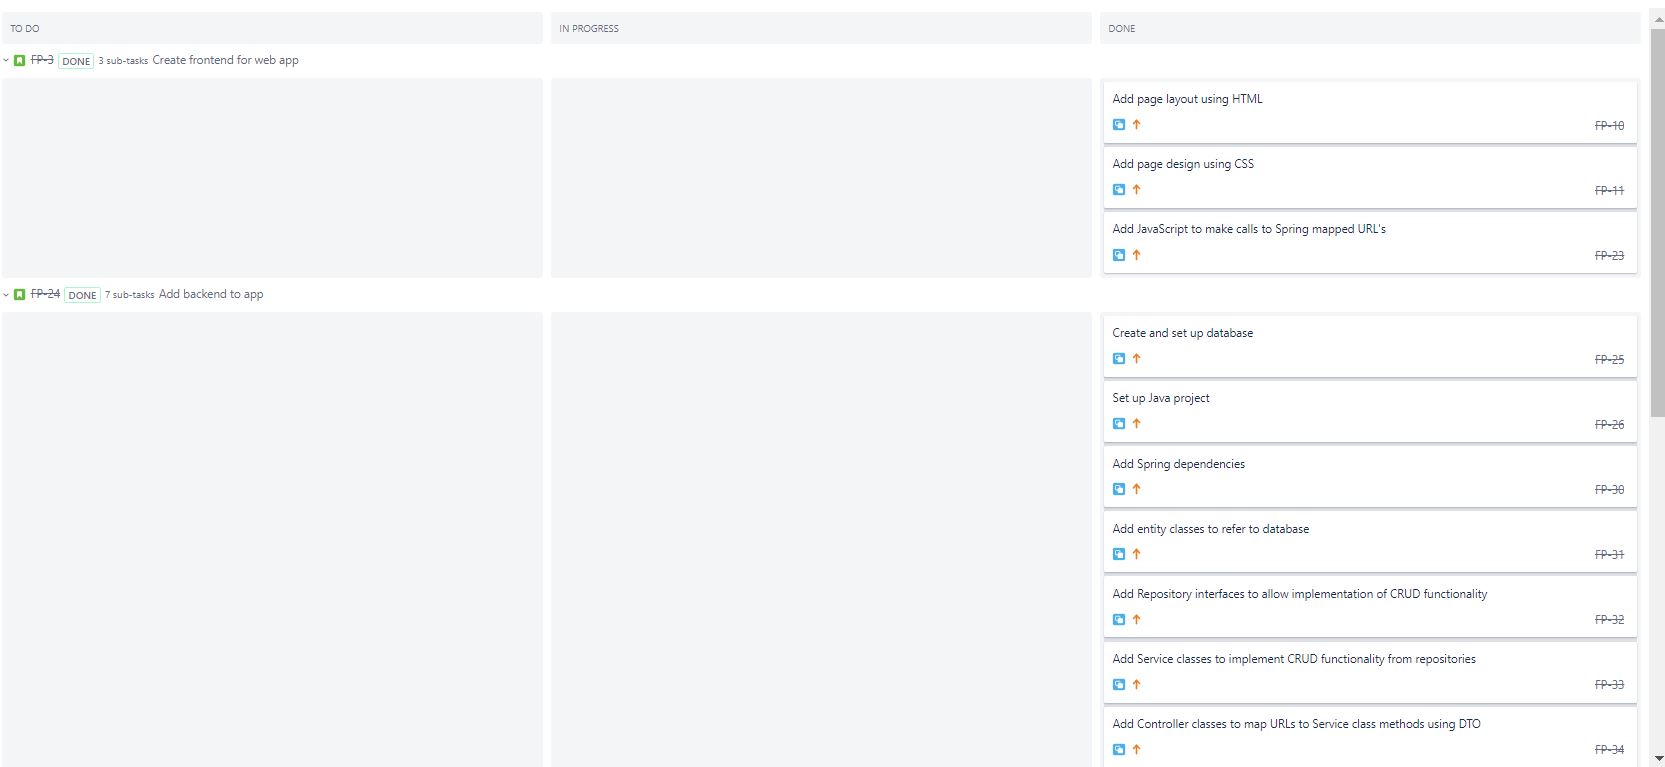 TO DO
IN PROGRESS
DONE
FP-3 DONE 3 sub-tasks Create frontend for web app
Add page layout using HTML
FP-10
Add page design using CSS
FP-11
Add JavaScript to make calls to Spring mapped URL's
FP-23
FP-24 DONE 7 sub-tasks Add backend to app
Create and set up database
FP-25
Set up Java project
FP-26
Add Spring dependencies
FP-30
Add entity classes to refer to database
FP-31
Add Repository interfaces to allow implementation of CRUD functionality
FP-32
Add Service classes to implement CRUD functionality from repositories
FP-33
Add Controller classes to map URLs to Service class methods using DTO
FP-34